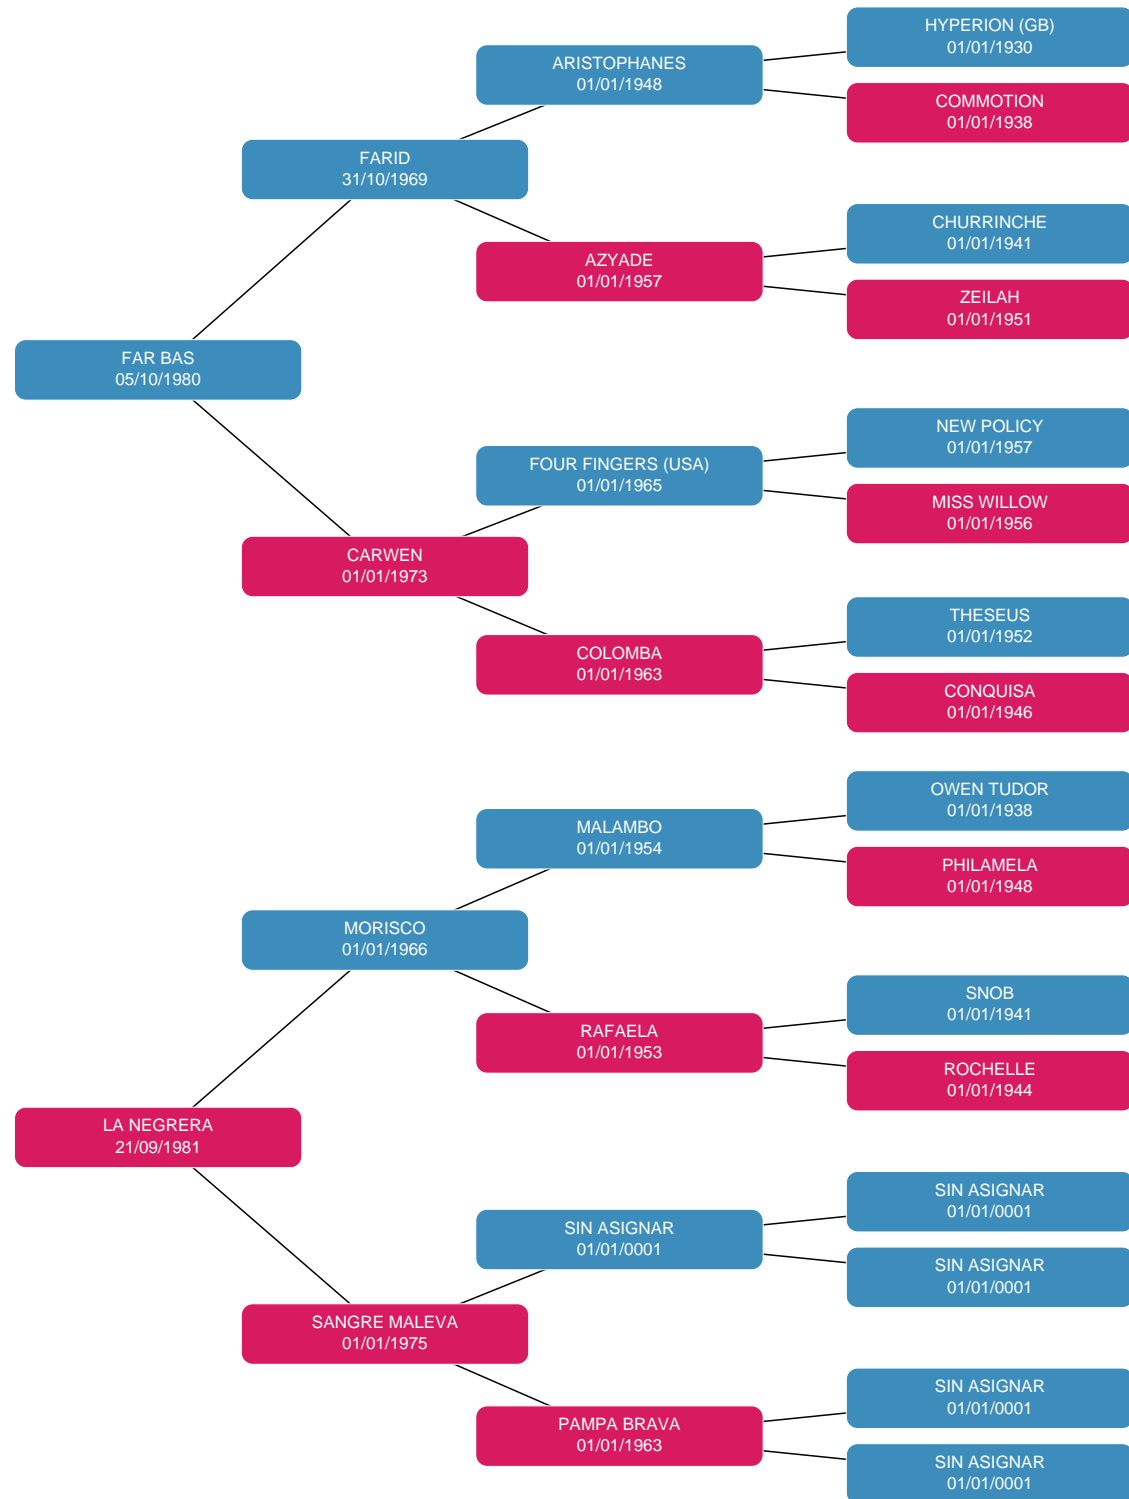 HYPERION (GB)
01/01/1930
ARISTOPHANES
01/01/1948
COMMOTION
01/01/1938
FARID
31/10/1969
CHURRINCHE
01/01/1941
AZYADE
01/01/1957
ZEILAH
01/01/1951
FAR BAS
05/10/1980
NEW POLICY
01/01/1957
FOUR FINGERS (USA)
01/01/1965
MISS WILLOW
01/01/1956
CARWEN
01/01/1973
THESEUS
01/01/1952
COLOMBA
01/01/1963
CONQUISA
01/01/1946
OWEN TUDOR
01/01/1938
MALAMBO
01/01/1954
PHILAMELA
01/01/1948
MORISCO
01/01/1966
SNOB
01/01/1941
RAFAELA
01/01/1953
ROCHELLE
01/01/1944
LA NEGRERA
21/09/1981
SIN ASIGNAR
01/01/0001
SIN ASIGNAR
01/01/0001
SIN ASIGNAR
01/01/0001
SANGRE MALEVA
01/01/1975
SIN ASIGNAR
01/01/0001
PAMPA BRAVA
01/01/1963
SIN ASIGNAR
01/01/0001